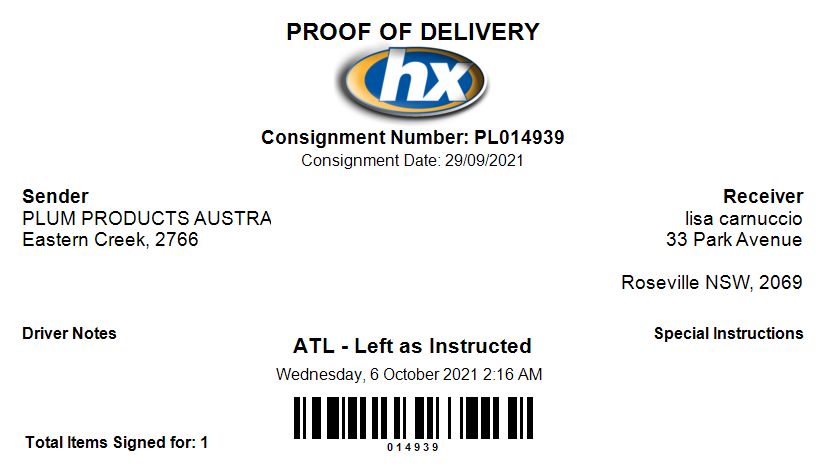 PROOF OF DELIVERY
hx
Consignment Number: PL014939
Consignment Date: 29/09/2021
Sender
PLUM PRODUCTS AUSTRA
Eastern Creek, 2766
Receiver
lisa carnuccio
33 Park Avenue
Roseville NSW, 2069
Driver Notes
Special Instructions
ATL - Left as Instructed
Wednesday, 6 October 2021 2:16 AM
014939
Total Items Signed for: 1